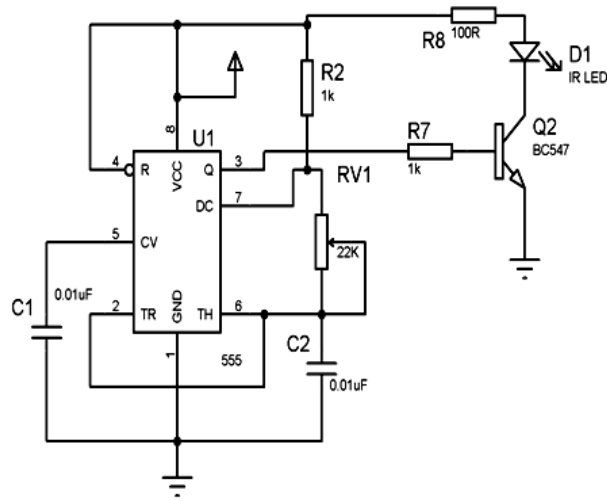 R8
100R
D1
IR LED
R2
1k
8
U1
R7
1k
Q2
BC547
4
R
VCC
Q
3
DC
7
RV1
22K
5
CV
C1
0.01uF
2
TR
GND
TH
6
1
555
C2
0.01uF